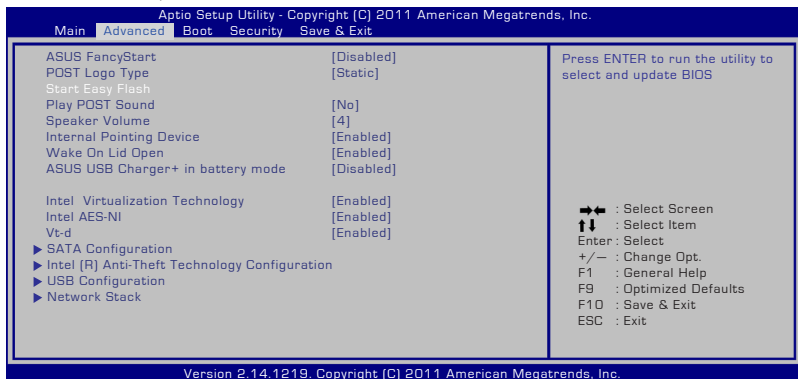 Aptio Setup Utility - Copyright (C) 2011 American Megatrends, Inc.
Main Advanced Boot Security Save & Exit
ASUS FancyStart [Disabled]
POST Logo Type [Static]
Start Easy Flash
Play POST Sound [No]
Speaker Volume [4]
Internal Pointing Device [Enabled]
Wake On Lid Open [Enabled]
ASUS USB Charger+ in battery mode [Disabled]
Intel Virtualization Technology [Enabled]
Intel AES-NI [Enabled]
Vt-d [Enabled]
SATA Configuration
Intel (R) Anti-Theft Technology Configuration
USB Configuration
Network Stack
Press ENTER to run the utility to
select and update BIOS
→← : Select Screen
↑↓ : Select Item
Enter : Select
+/— : Change Opt.
F1 : General Help
F9 : Optimized Defaults
F10 : Save & Exit
ESC : Exit
Version 2.14.1219. Copyright (C) 2011 American Megatrends, Inc.